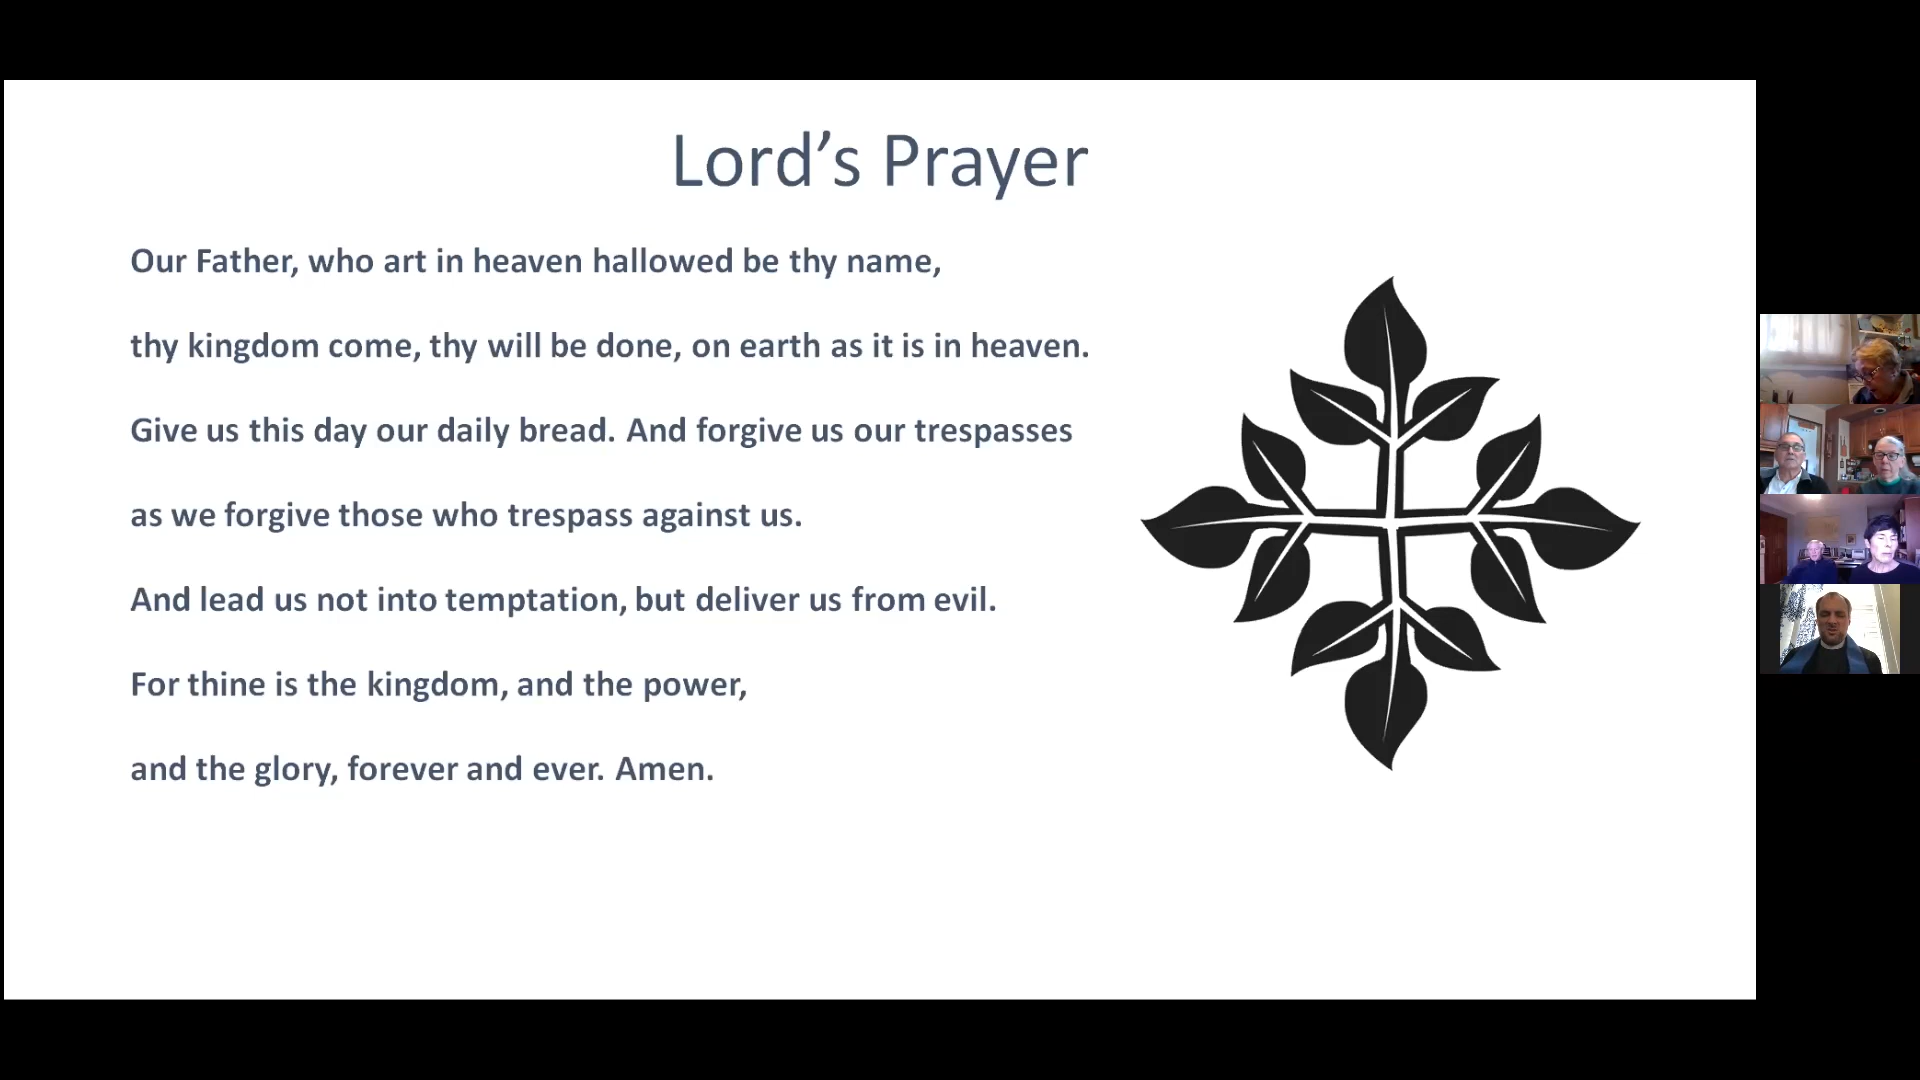 Lord’s Prayer
Our Father, who art in heaven hallowed be thy name,
thy kingdom come, thy will be done, on earth as it is in heaven.
Give us this day our daily bread. And forgive us our trespasses
as we forgive those who trespass against us.
And lead us not into temptation, but deliver us from evil.
For thine is the kingdom, and the power,
and the glory, forever and ever. Amen.